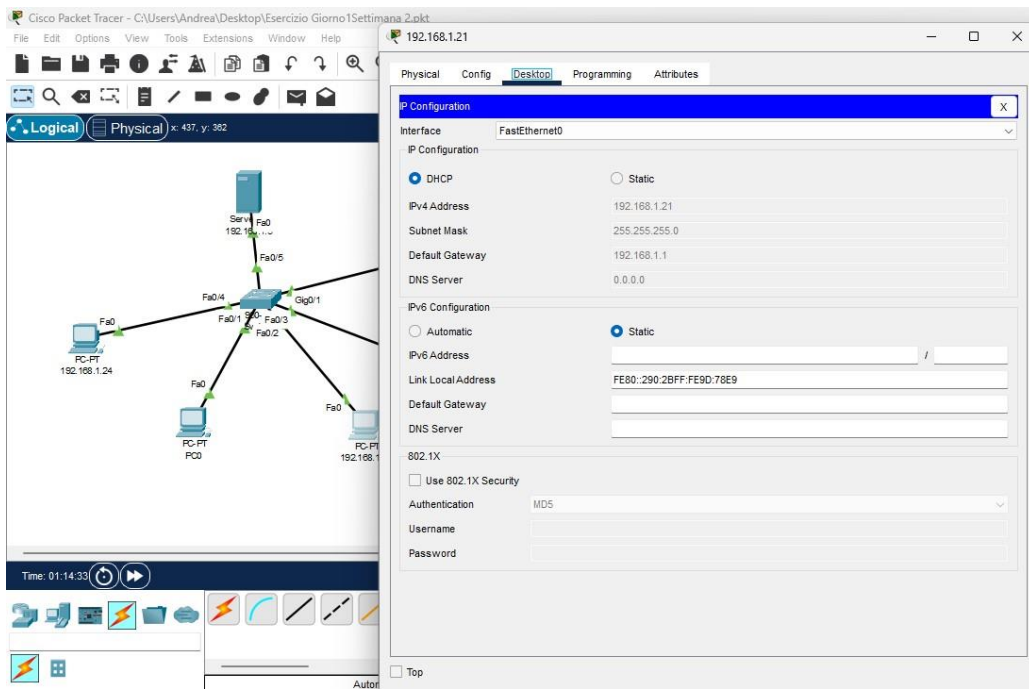 Cisco Packet Tracer - C:\Users\Andrea\Desktop\Esercizio Giorno1Settimana 2.pkt
File Edit Options View Tools Extensions Window Help
Logical Physical x: 437, y: 362
Fa0
192.16
Fa0/5
Fa0/4
Gig0/1
Fa0/1
Fa0/3
Fa0/2
Fa0
PC-PT
192.168.1.24
Fa0
PC-PT
PC0
Fa0
192.168.1
Time: 01:14:33
192.168.1.21
Physical Config Desktop Programming Attributes
IP Configuration X
Interface FastEthernet0
IP Configuration
DHCP Static
IPv4 Address 192.168.1.21
Subnet Mask 255.255.255.0
Default Gateway 192.168.1.1
DNS Server 0.0.0.0
IPv6 Configuration
Automatic Static
IPv6 Address /
Link Local Address FE80::290:2BFF:FE9D:78E9
Default Gateway
DNS Server
802.1X
Use 802.1X Security
Authentication MD5
Username
Password
Top